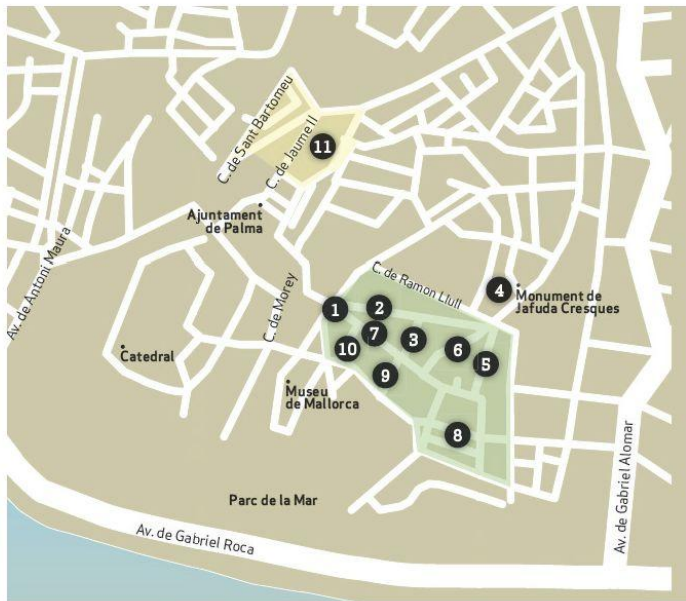 C. de Sant Bartomeu
C. de Jaume II
11
Ajuntament
de Palma
Av. de Antoni Maura
C. de Morey
C. de Ramon Llull
4
Monument de
Jafuda Cresques
1
2
7
3
10
6
5
9
Catedral
Museu
de Mallorca
8
Parc de la Mar
Av. de Gabriel Roca
Av. de Gabriel Alomar